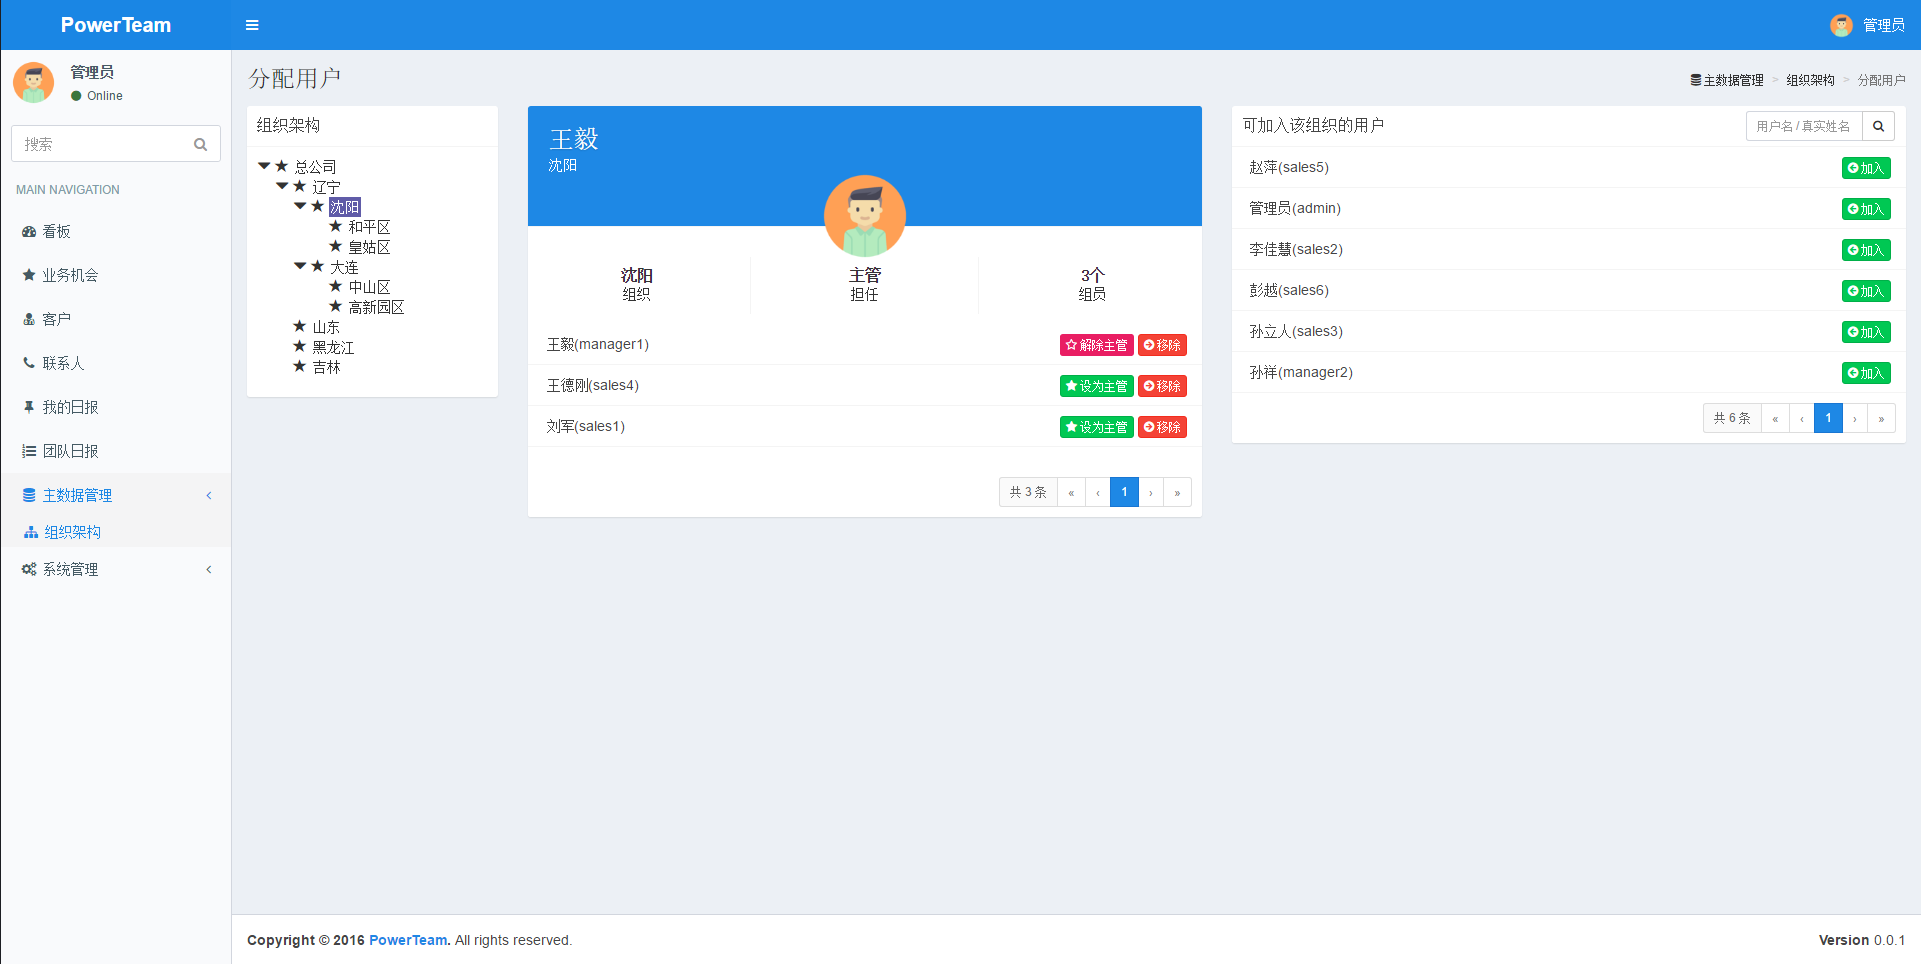 PowerTeam
管理员
管理员
Online
搜索
MAIN NAVIGATION
看板
业务机会
客户
联系人
我的日报
团队日报
主数据管理
组织架构
系统管理
分配用户
主数据管理 > 组织架构 > 分配用户
组织架构
总公司
辽宁
沈阳
和平区
皇姑区
大连
中山区
高新园区
山东
黑龙江
吉林
王毅
沈阳
沈阳
组织
主管
担任
3个
组员
王毅(manager1) 解除主管 移除
王德刚(sales4) 设为主管 移除
刘军(sales1) 设为主管 移除
共 3 条 « ‹ 1 › »
可加入该组织的用户
用户名 / 真实姓名
赵萍(sales5) 加入
管理员(admin) 加入
李佳慧(sales2) 加入
彭越(sales6) 加入
孙立人(sales3) 加入
孙祥(manager2) 加入
共 6 条 « ‹ 1 › »
Copyright © 2016 PowerTeam. All rights reserved.
Version 0.0.1